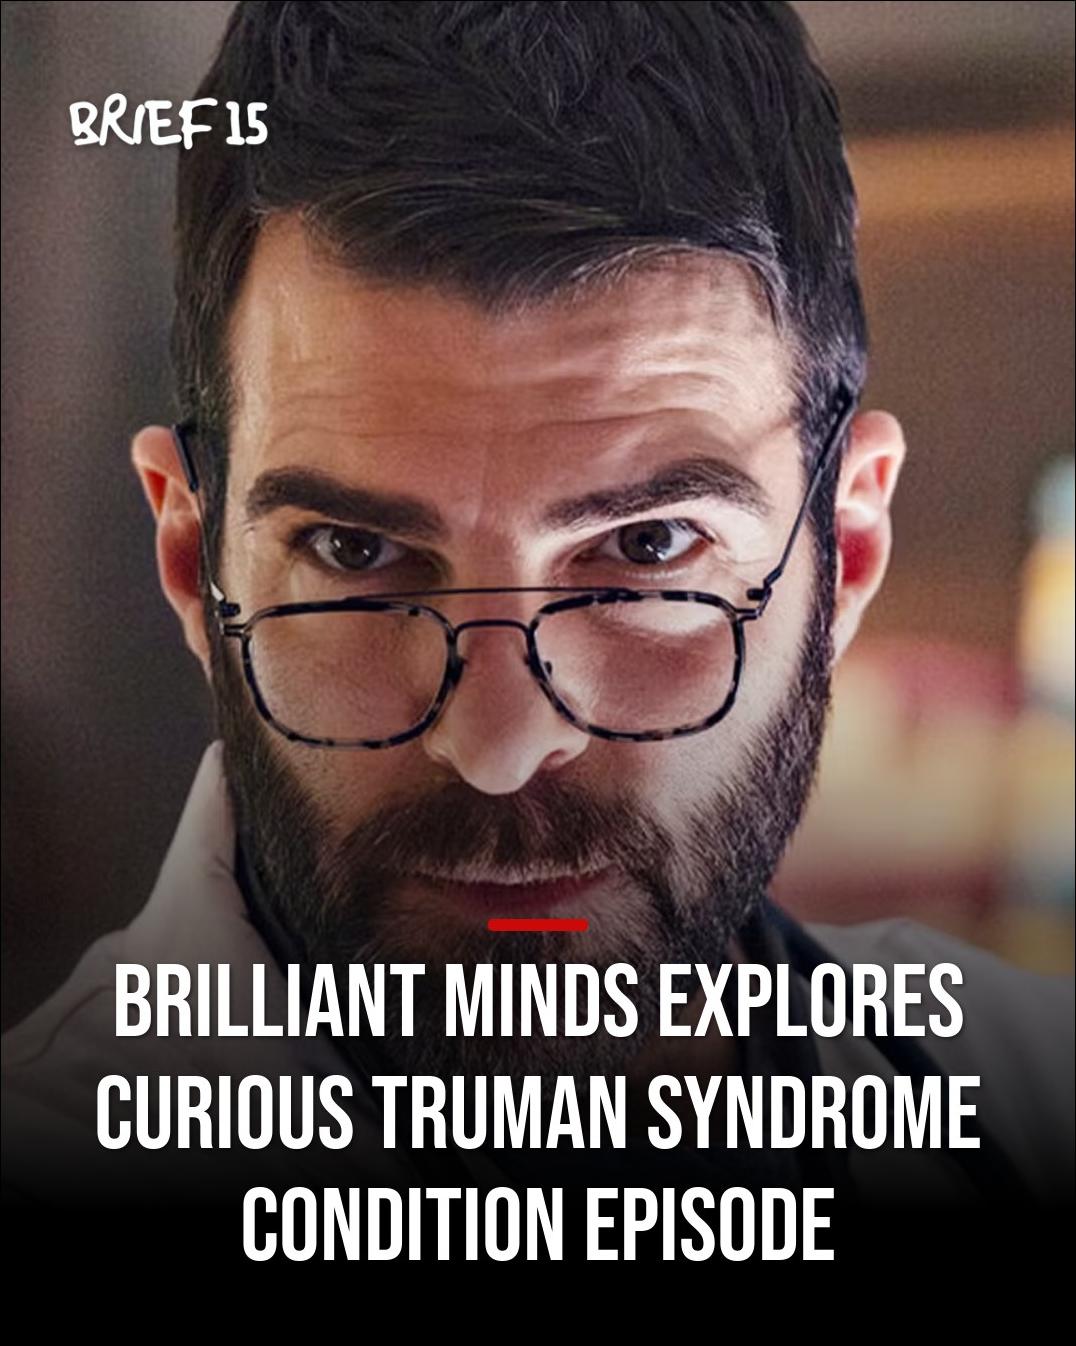 BRIEF 15
BRILLIANT MINDS EXPLORES
CURIOUS TRUMAN SYNDROME
CONDITION EPISODE